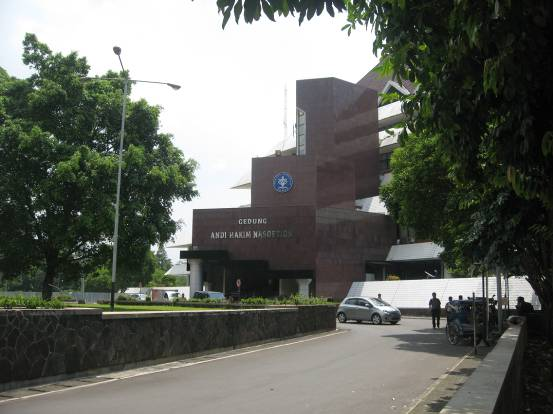 GEDUNG
ANDI HAKIM NASOETION